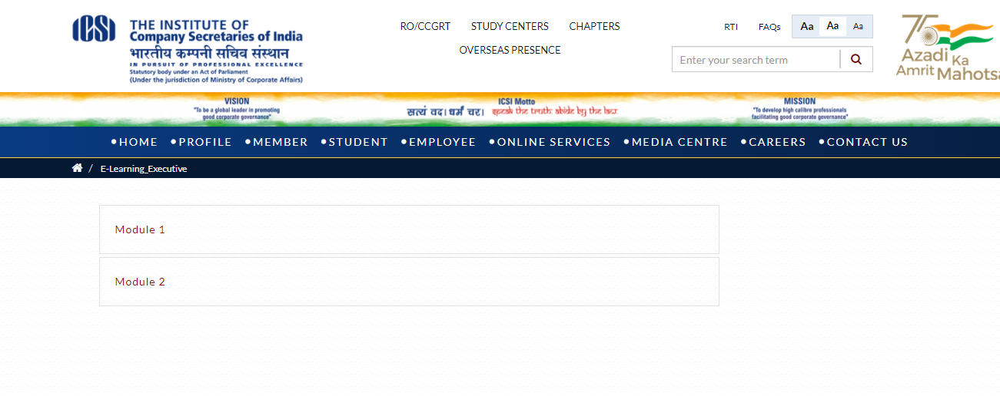 ICSI
THE INSTITUTE OF
Company Secretaries of India
भारतीय कम्पनी सचिव संस्थान
IN PURSUIT OF PROFESSIONAL EXCELLENCE
Statutory body under an Act of Parliament
(Under the jurisdiction of Ministry of Corporate Affairs)
RO/CCGRT STUDY CENTERS CHAPTERS
OVERSEAS PRESENCE
RTI FAQs Aa Aa Aa
Enter your search term
75
Azadi Ka
Amrit Mahotsa
VISION
"To be a global leader in promoting
good corporate governance"
ICSI Motto
सत्यं वद। धर्मं चर। speak the truth. abide by the law.
MISSION
"To develop high calibre professionals
facilitating good corporate governance"
•HOME •PROFILE •MEMBER •STUDENT •EMPLOYEE •ONLINE SERVICES •MEDIA CENTRE •CAREERS •CONTACT US
/ E-Learning_Executive
Module 1
Module 2